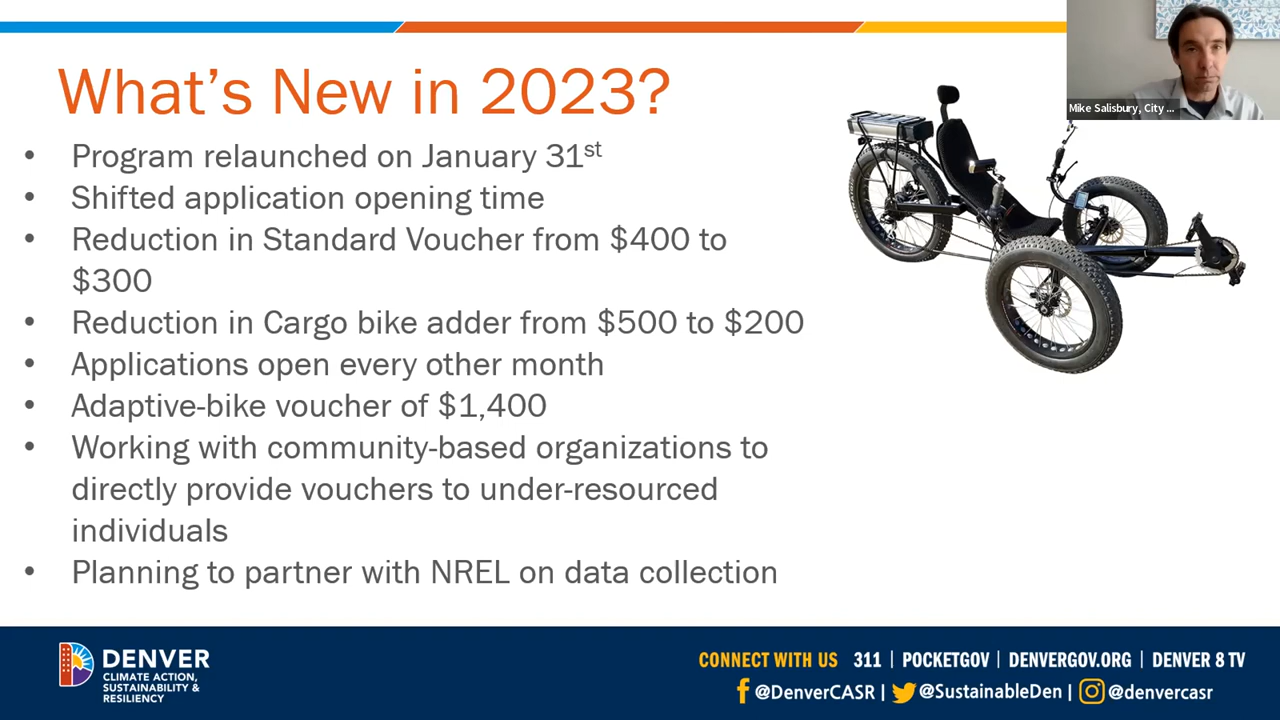 What's New in 2023?
Mike Salisbury, City ...
• Program relaunched on January 31st
• Shifted application opening time
• Reduction in Standard Voucher from $400 to
$300
• Reduction in Cargo bike adder from $500 to $200
• Applications open every other month
• Adaptive-bike voucher of $1,400
• Working with community-based organizations to
directly provide vouchers to under-resourced
individuals
• Planning to partner with NREL on data collection
DENVER
CLIMATE ACTION,
SUSTAINABILITY &
RESILIENCY
CONNECT WITH US 311 | POCKETGOV | DENVERGOV.ORG | DENVER 8 TV
@DenverCASR | @SustainableDen | @denvercasr